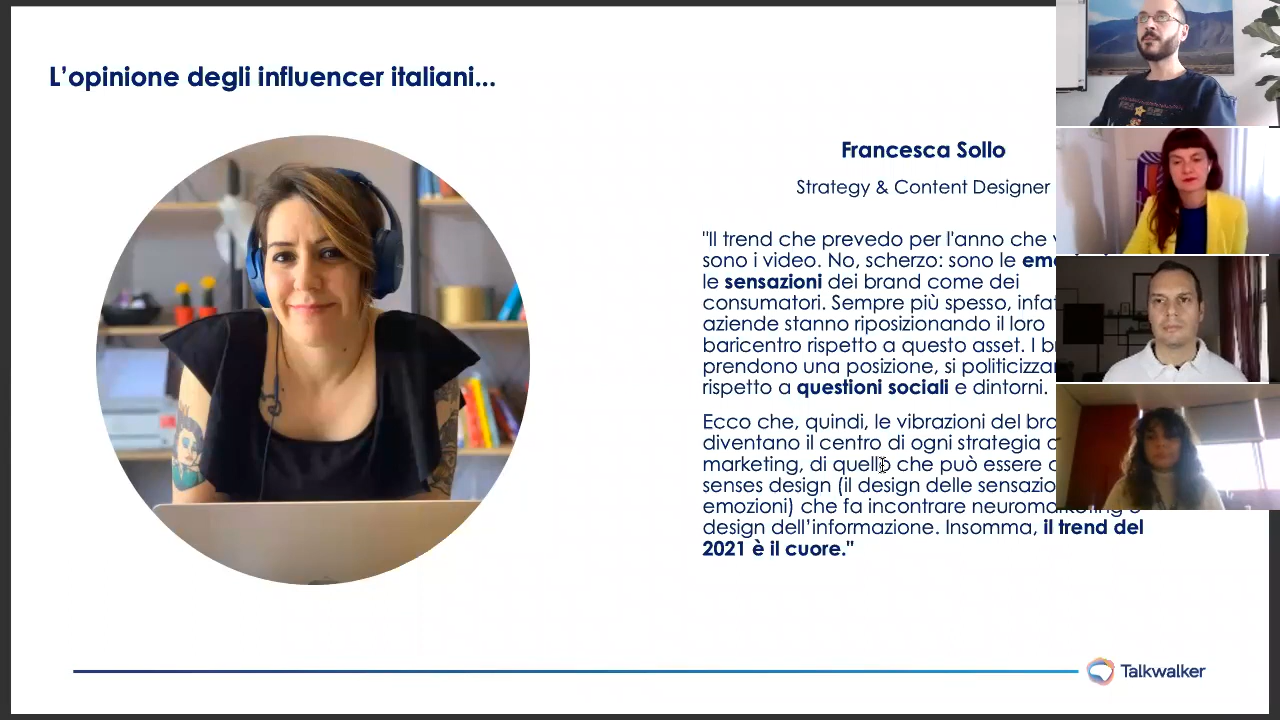 L'opinione degli influencer italiani...
Francesca Sollo
Strategy & Content Designer
"Il trend che prevedo per l'anno che
sono i video. No, scherzo: sono le
le sensazioni dei brand come dei
consumatori. Sempre più spesso,
aziende stanno riposizionando il loro
baricentro rispetto a questo asset. I
prendono una posizione, si
rispetto a questioni sociali e dintorni.
Ecco che, quindi, le vibrazioni del
diventano il centro di ogni strategia
marketing, di quello che può essere
senses design (il design delle
emozioni) che fa incontrare neuromarketing e
design dell'informazione. Insomma, il trend del
2021 è il cuore."
Talkwalker